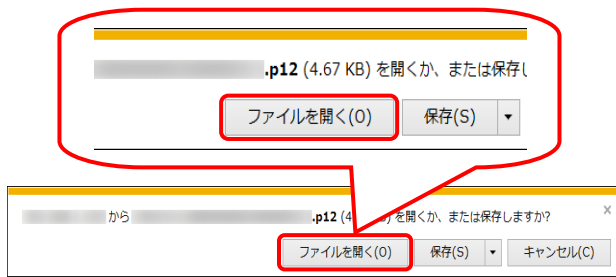 .p12 (4.67 KB) を開くか、または保存し
ファイルを開く(O) 保存(S)
から .p12 (4 を開くか、または保存しますか? ×
ファイルを開く(O) 保存(S) キャンセル(C)